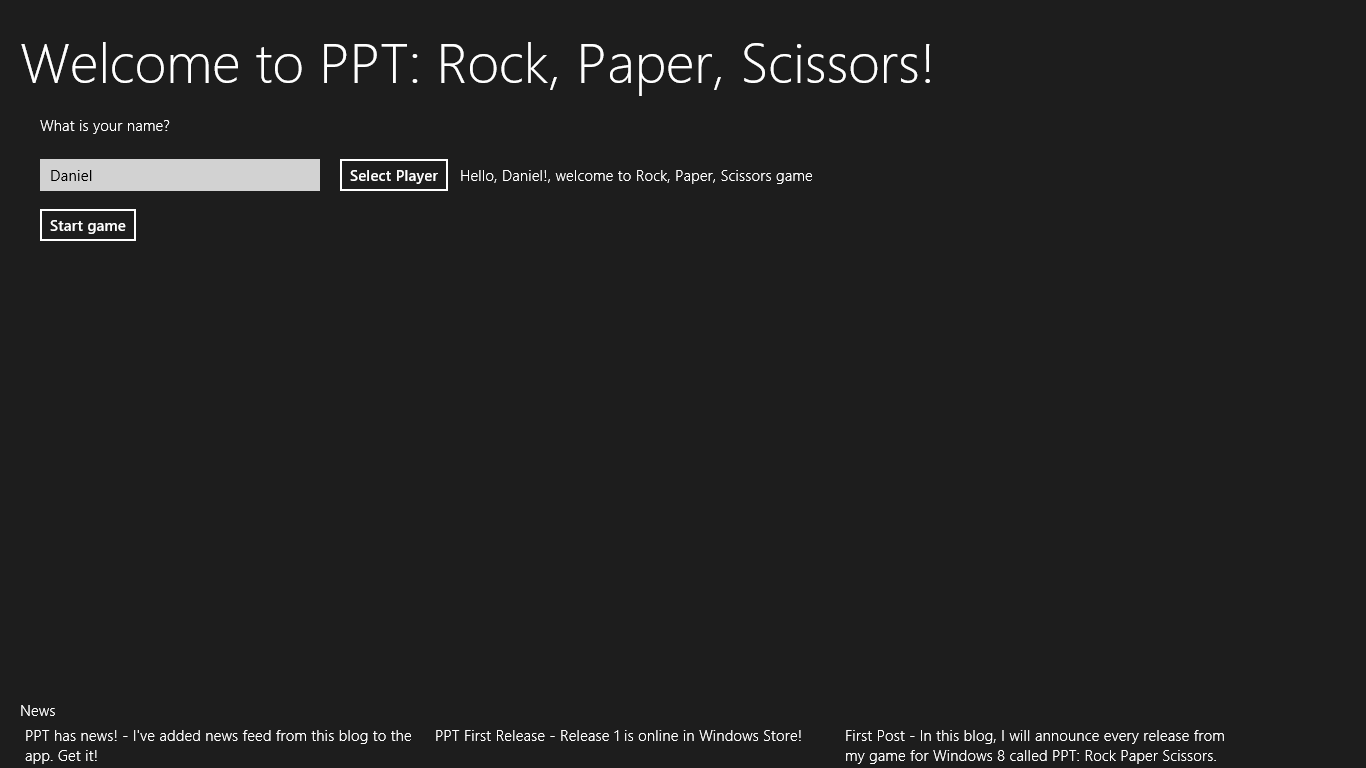 Welcome to PPT: Rock, Paper, Scissors!
What is your name?
Daniel
Select Player
Hello, Daniel!, welcome to Rock, Paper, Scissors game
Start game
News
PPT has news! - I've added news feed from this blog to the
app. Get it!
PPT First Release - Release 1 is online in Windows Store!
First Post - In this blog, I will announce every release from
my game for Windows 8 called PPT: Rock Paper Scissors.